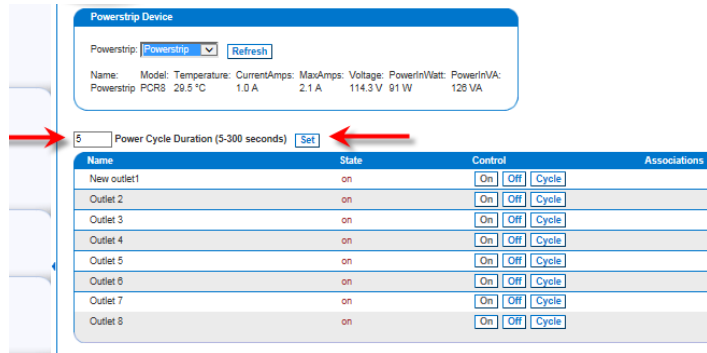 Powerstrip Device
Powerstrip: Powerstrip Refresh
Name: Model: Temperature: CurrentAmps: MaxAmps: Voltage: PowerInWatt: PowerInVA:
Powerstrip PCR8 29.5 °C 1.0 A 2.1 A 114.3 V 91 W 126 VA
5 Power Cycle Duration (5-300 seconds) Set
Name State Control Associations
New outlet1 on On Off Cycle
Outlet 2 on On Off Cycle
Outlet 3 on On Off Cycle
Outlet 4 on On Off Cycle
Outlet 5 on On Off Cycle
Outlet 6 on On Off Cycle
Outlet 7 on On Off Cycle
Outlet 8 on On Off Cycle